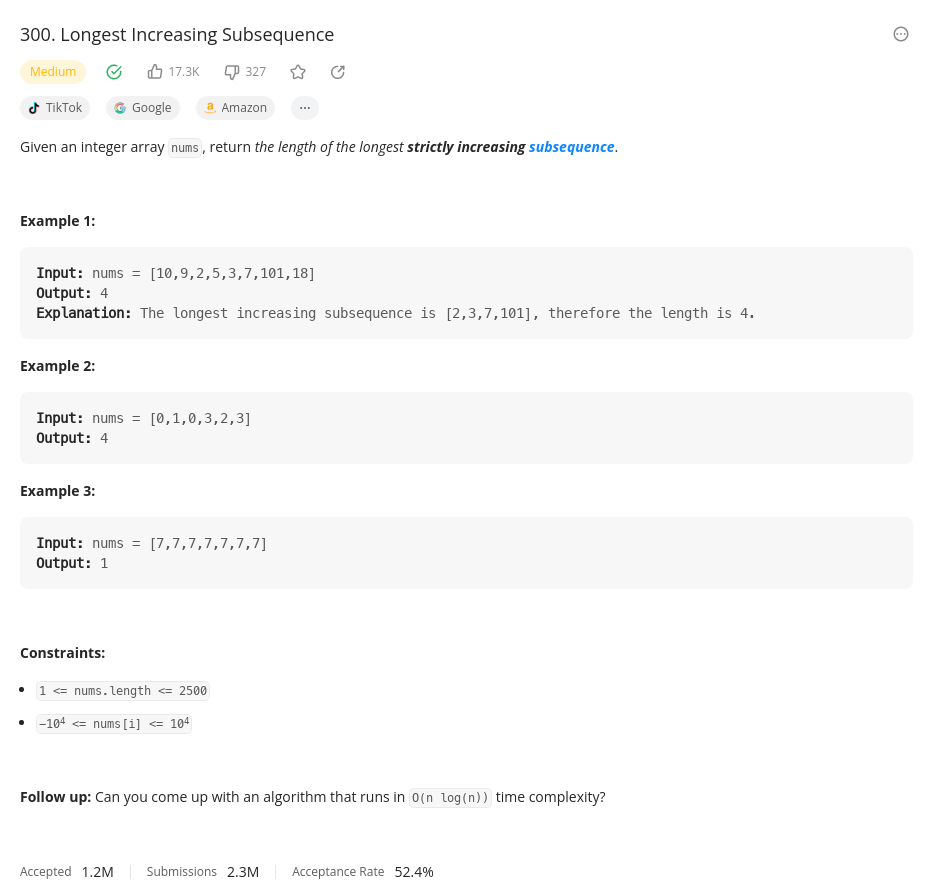 300. Longest Increasing Subsequence
Medium 17.3K 327
TikTok Google Amazon ...
Given an integer array nums, return the length of the longest strictly increasing subsequence.
Example 1:
Input: nums = [10,9,2,5,3,7,101,18]
Output: 4
Explanation: The longest increasing subsequence is [2,3,7,101], therefore the length is 4.
Example 2:
Input: nums = [0,1,0,3,2,3]
Output: 4
Example 3:
Input: nums = [7,7,7,7,7,7,7]
Output: 1
Constraints:
• 1 <= nums.length <= 2500
• −10⁴ <= nums[i] <= 10⁴
Follow up: Can you come up with an algorithm that runs in O(n log(n)) time complexity?
Accepted 1.2M Submissions 2.3M Acceptance Rate 52.4%